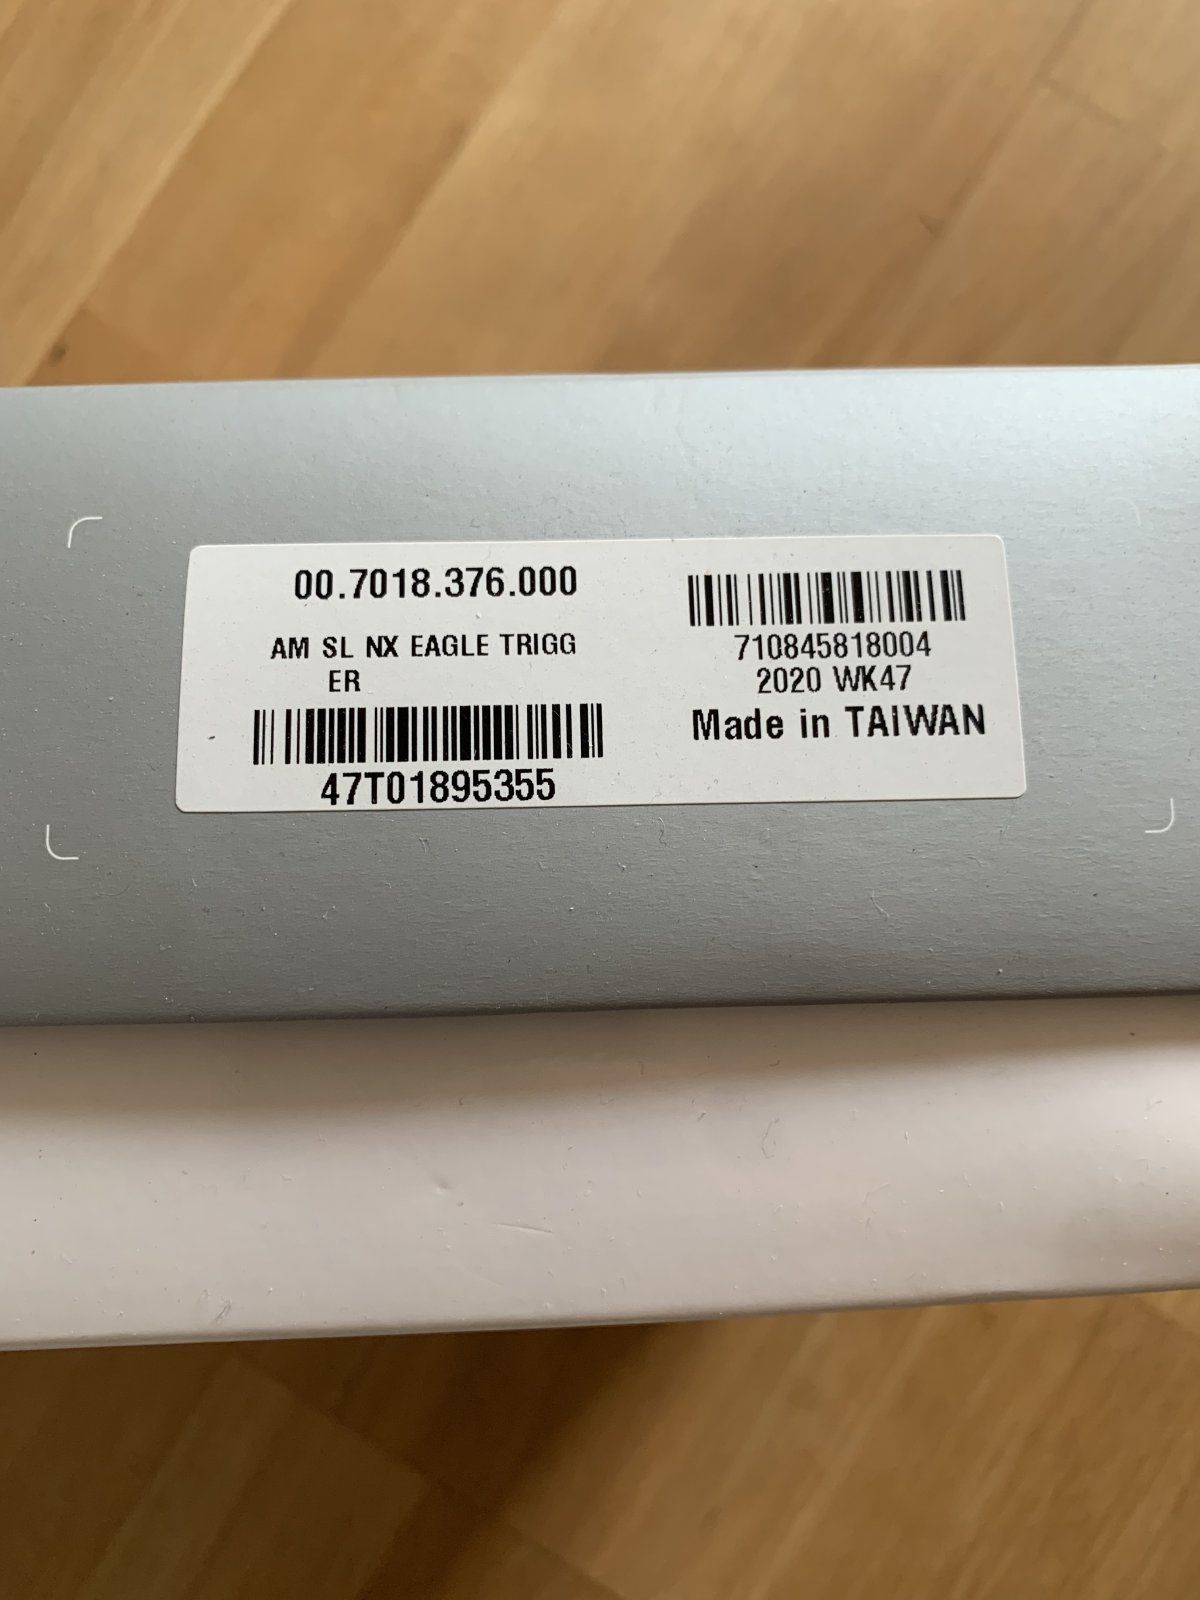 00.7018.376.000
AM SL NX EAGLE TRIGG
ER
47T01895355
710845818004
2020 WK47
Made in TAIWAN